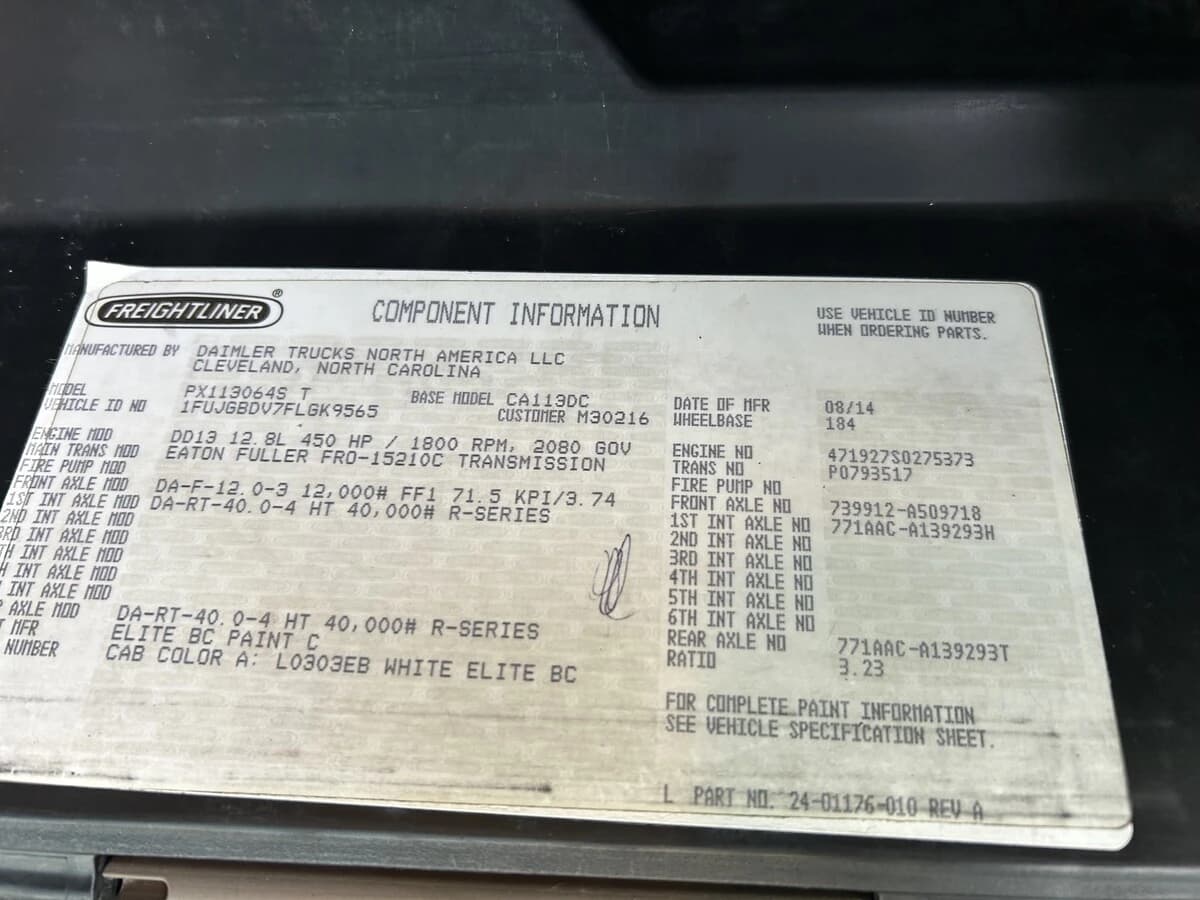 FREIGHTLINER®
COMPONENT INFORMATION
USE VEHICLE ID NUMBER
WHEN ORDERING PARTS.
MANUFACTURED BY DAIMLER TRUCKS NORTH AMERICA LLC
CLEVELAND, NORTH CAROLINA
MODEL PX113064S T BASE MODEL CA113DC
VEHICLE ID NO 1FUJGBDV7FLGK9565 CUSTOMER M30216
ENGINE MOD DD13 12.8L 450 HP / 1800 RPM, 2080 GOV
MAIN TRANS MOD EATON FULLER FRO-15210C TRANSMISSION
FIRE PUMP MOD
FRONT AXLE MOD DA-F-12.0-3 12,000# FF1 71.5 KPI/3.74
1ST INT AXLE MOD DA-RT-40.0-4 HT 40,000# R-SERIES
2ND INT AXLE MOD
3RD INT AXLE MOD
TH INT AXLE MOD
H INT AXLE MOD
INT AXLE MOD
AXLE MOD DA-RT-40.0-4 HT 40,000# R-SERIES
MFR ELITE BC PAINT C
NUMBER CAB COLOR A: L0303EB WHITE ELITE BC
DATE OF MFR 08/14
WHEELBASE 184
ENGINE NO 471927S0275373
TRANS NO P0793517
FIRE PUMP NO
FRONT AXLE NO 739912-A509718
1ST INT AXLE NO 771AAC-A139293H
2ND INT AXLE NO
3RD INT AXLE NO
4TH INT AXLE NO
5TH INT AXLE NO
6TH INT AXLE NO
REAR AXLE NO 771AAC-A139293T
RATIO 3.23
FOR COMPLETE PAINT INFORMATION
SEE VEHICLE SPECIFICATION SHEET.
L PART NO. 24-01176-010 REV A